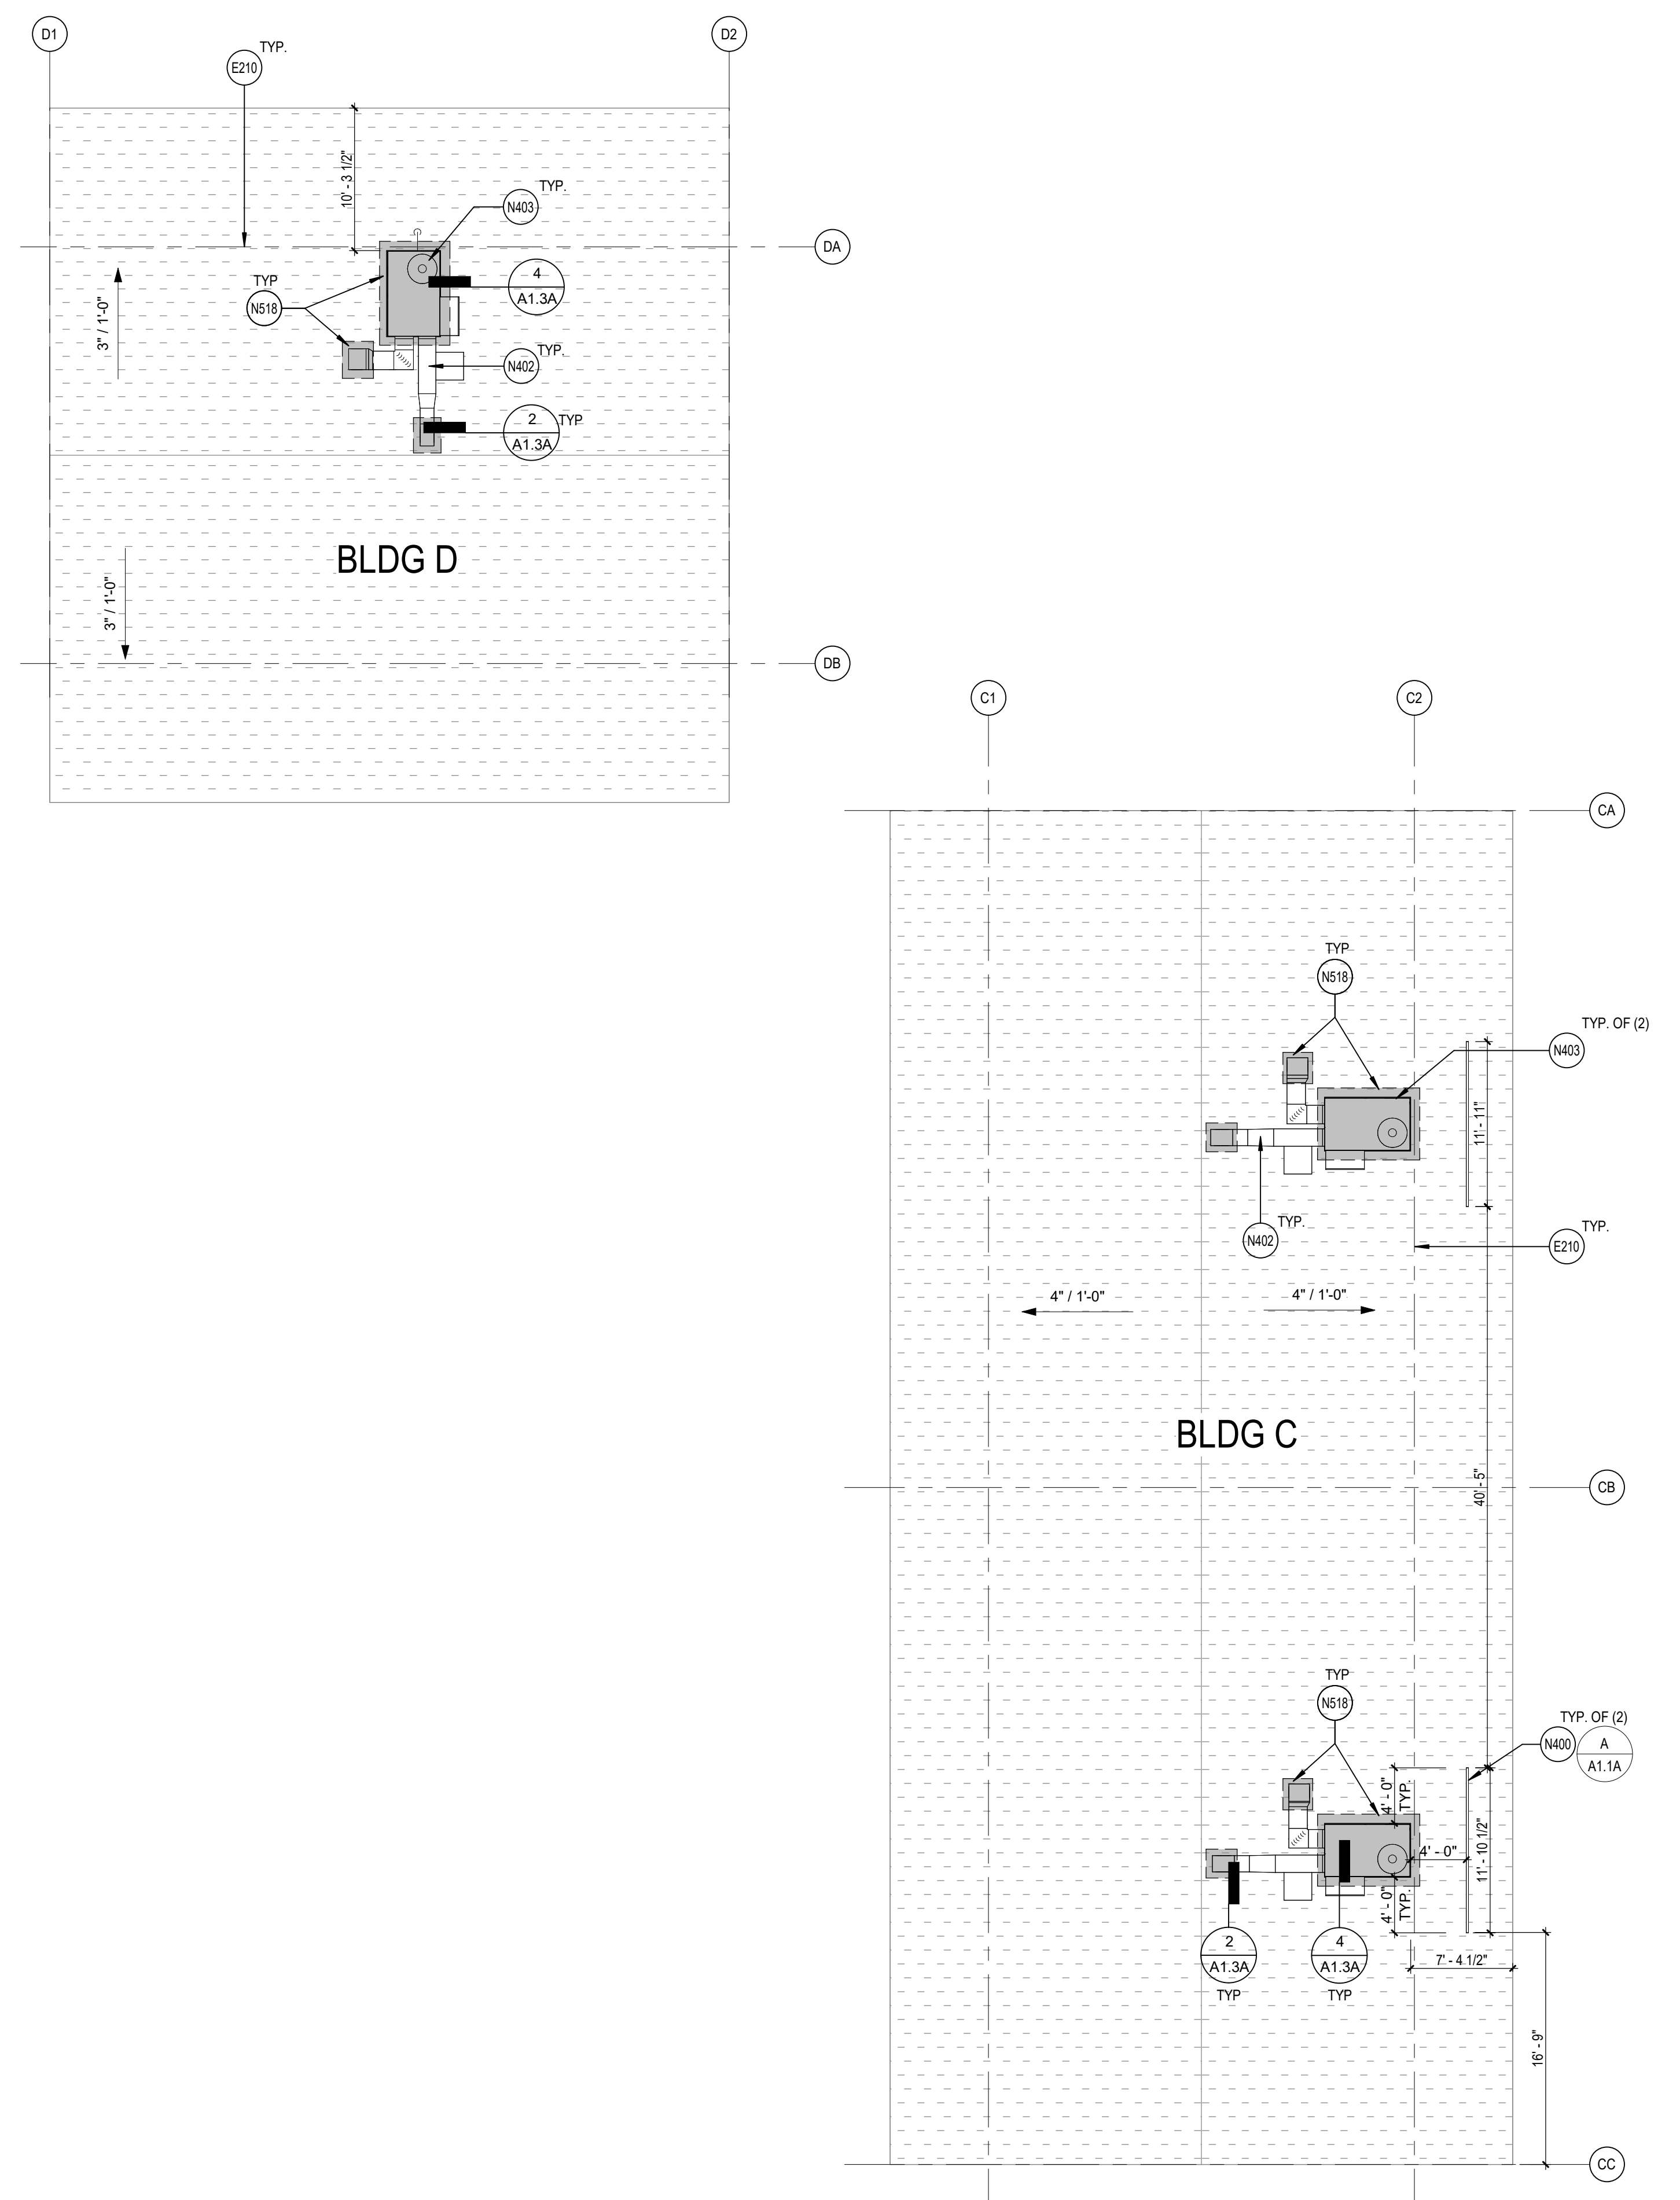 D1
D2
TYP.
E210
10' - 3 1/2"
TYP.
N403
DA
4
A1.3A
TYP
N518
3" / 1'-0"
TYP.
N402
2
TYP
A1.3A
BLDG D
3" / 1'-0"
DB
C1
C2
CA
TYP
N518
TYP. OF (2)
N403
11' - 11"
TYP.
N402
TYP.
E210
4" / 1'-0"
4" / 1'-0"
BLDG C
40' - 5"
CB
TYP
N518
TYP. OF (2)
N400
A
A1.1A
4' - 0"
TYP.
4' - 0"
11' - 10 1/2"
4' - 0"
TYP.
2
A1.3A
TYP
4
A1.3A
TYP
7' - 4 1/2"
16' - 9"
CC